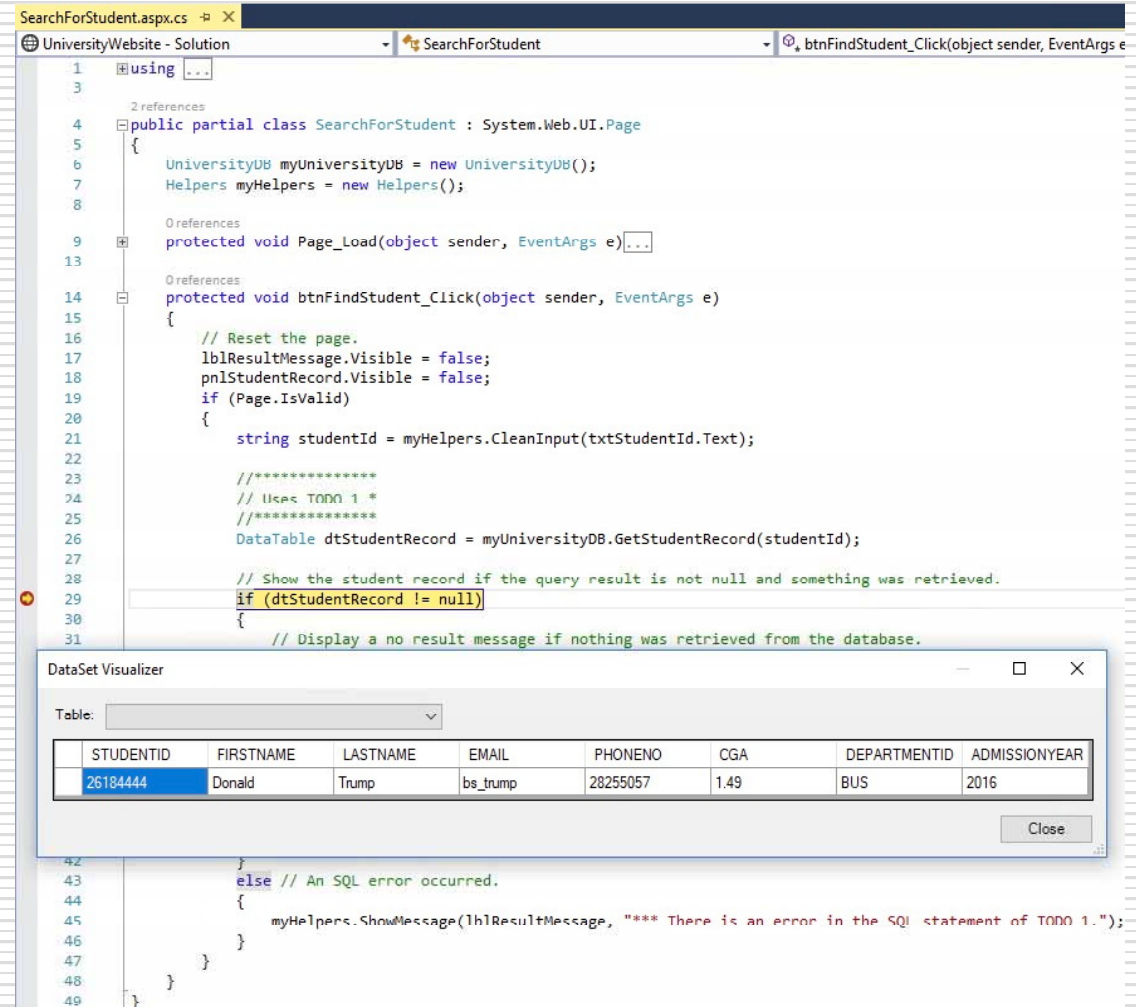 SearchForStudent.aspx.cs
UniversityWebsite - Solution SearchForStudent btnFindStudent_Click(object sender, EventArgs e
1 using ...
3
2 references
4 public partial class SearchForStudent : System.Web.UI.Page
5 {
6 UniversityDB myUniversityDB = new UniversityDB();
7 Helpers myHelpers = new Helpers();
8
0 references
9 protected void Page_Load(object sender, EventArgs e)...
13
0 references
14 protected void btnFindStudent_Click(object sender, EventArgs e)
15 {
16 // Reset the page.
17 lblResultMessage.Visible = false;
18 pnlStudentRecord.Visible = false;
19 if (Page.IsValid)
20 {
21 string studentId = myHelpers.CleanInput(txtStudentId.Text);
22
23 //**************
24 // Uses TODO 1 *
25 //**************
26 DataTable dtStudentRecord = myUniversityDB.GetStudentRecord(studentId);
27
28 // Show the student record if the query result is not null and something was retrieved.
29 if (dtStudentRecord != null)
30 {
31 // Display a no result message if nothing was retrieved from the database.
DataSet Visualizer
Table:
STUDENTID FIRSTNAME LASTNAME EMAIL PHONENO CGA DEPARTMENTID ADMISSIONYEAR
26184444 Donald Trump bs_trump 28255057 1.49 BUS 2016
Close
42 }
43 else // An SQL error occurred.
44 {
45 myHelpers.ShowMessage(lblResultMessage, "*** There is an error in the SQL statement of TODO 1.");
46 }
47 }
48 }
49 }